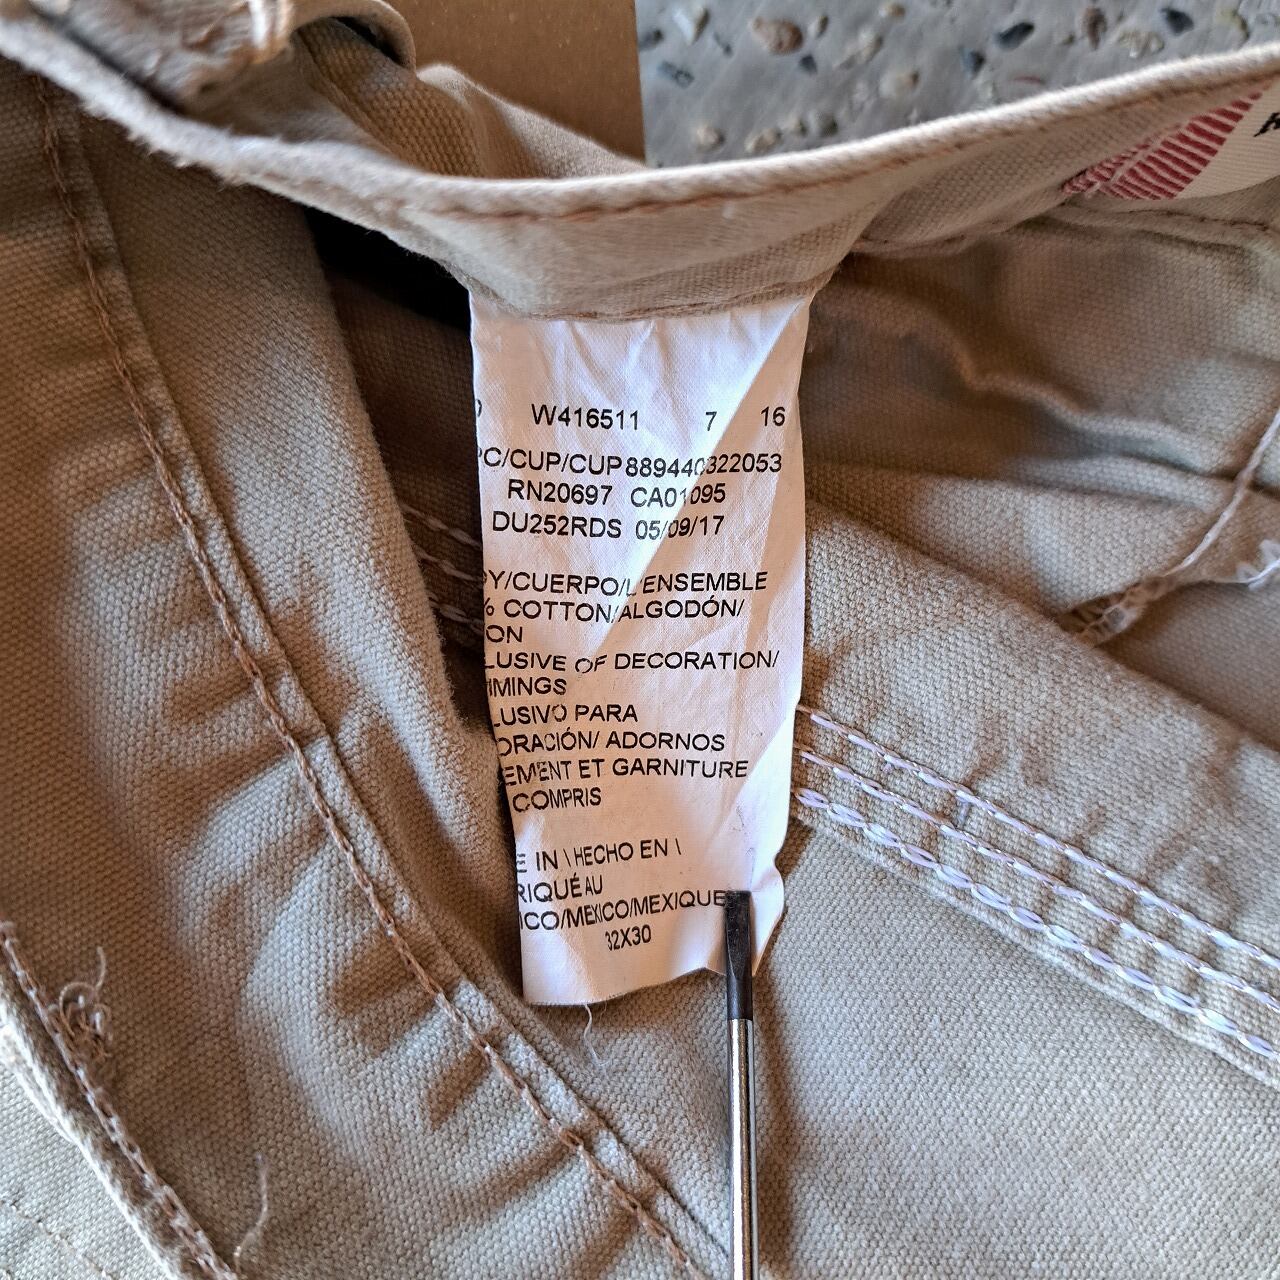 W416511 7 16
PC/CUP/CUP 889440322053
RN20697 CA01095
DU252RDS 05/09/17
DY/CUERPO/L'ENSEMBLE
% COTTON/ALGODÓN/
ON
LUSIVE OF DECORATION/
MINGS
LUSIVO PARA
ORACIÓN/ ADORNOS
EMENT ET GARNITURE
COMPRIS
E IN \ HECHO EN \
RIQUÉ AU
ICO/MEXICO/MEXIQUE
32X30